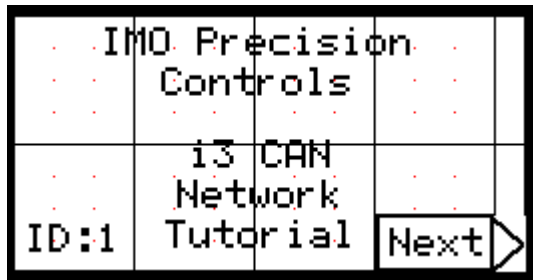 IMO Precision
Controls
i3 CAN
Network
Tutorial
ID:1
Next